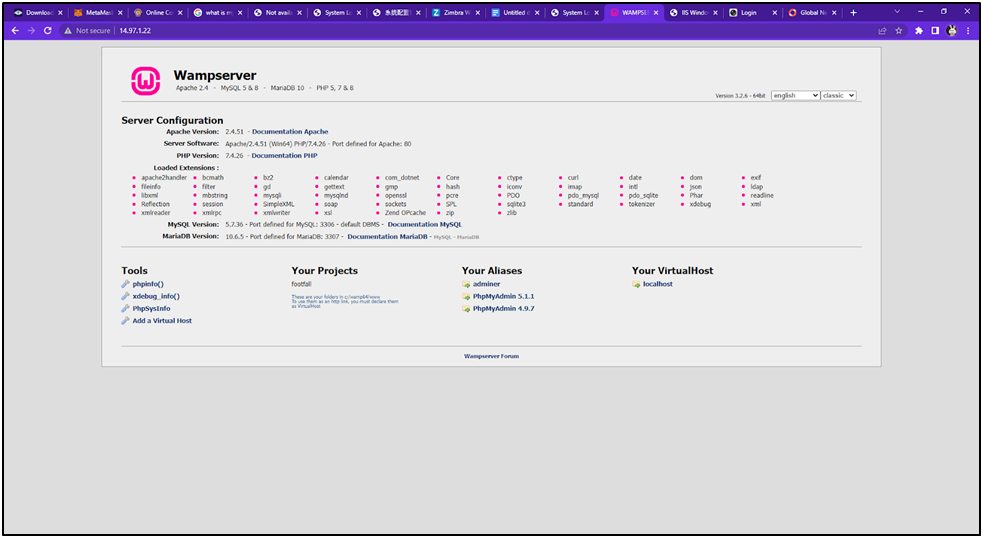 Download
MetaMas
Online Co
what is my
Not availa
System Lo
系统配置
Zimbra W
Untitled d
System Lo
WAMPSE
IIS Windo
Login
Global Ne
Not secure
14.97.1.22
Wampserver
Apache 2.4 - MySQL 5 & 8 - MariaDB 10 - PHP 5, 7 & 8
Version 3.2.6 - 64bit english classic
Server Configuration
Apache Version: 2.4.51 - Documentation Apache
Server Software: Apache/2.4.51 (Win64) PHP/7.4.26 - Port defined for Apache: 80
PHP Version: 7.4.26 - Documentation PHP
Loaded Extensions :
apache2handler bcmath bz2 calendar com_dotnet Core ctype curl date dom exif
fileinfo filter gd gettext gmp hash iconv imap intl json ldap
libxml mbstring mysqli mysqlnd openssl pcre PDO pdo_mysql pdo_sqlite Phar readline
Reflection session SimpleXML soap sockets SPL sqlite3 standard tokenizer xdebug xml
xmlreader xmlrpc xmlwriter xsl Zend OPcache zip zlib
MySQL Version: 5.7.36 - Port defined for MySQL: 3306 - default DBMS - Documentation MySQL
MariaDB Version: 10.6.5 - Port defined for MariaDB: 3307 - Documentation MariaDB - MySQL - MariaDB
Tools
phpinfo()
xdebug_info()
PhpSysInfo
Add a Virtual Host
Your Projects
footfall
These are your folders in c:/wamp64/www
To use them as an http link, you must declare them
as VirtualHost
Your Aliases
adminer
PhpMyAdmin 5.1.1
PhpMyAdmin 4.9.7
Your VirtualHost
localhost
Wampserver Forum